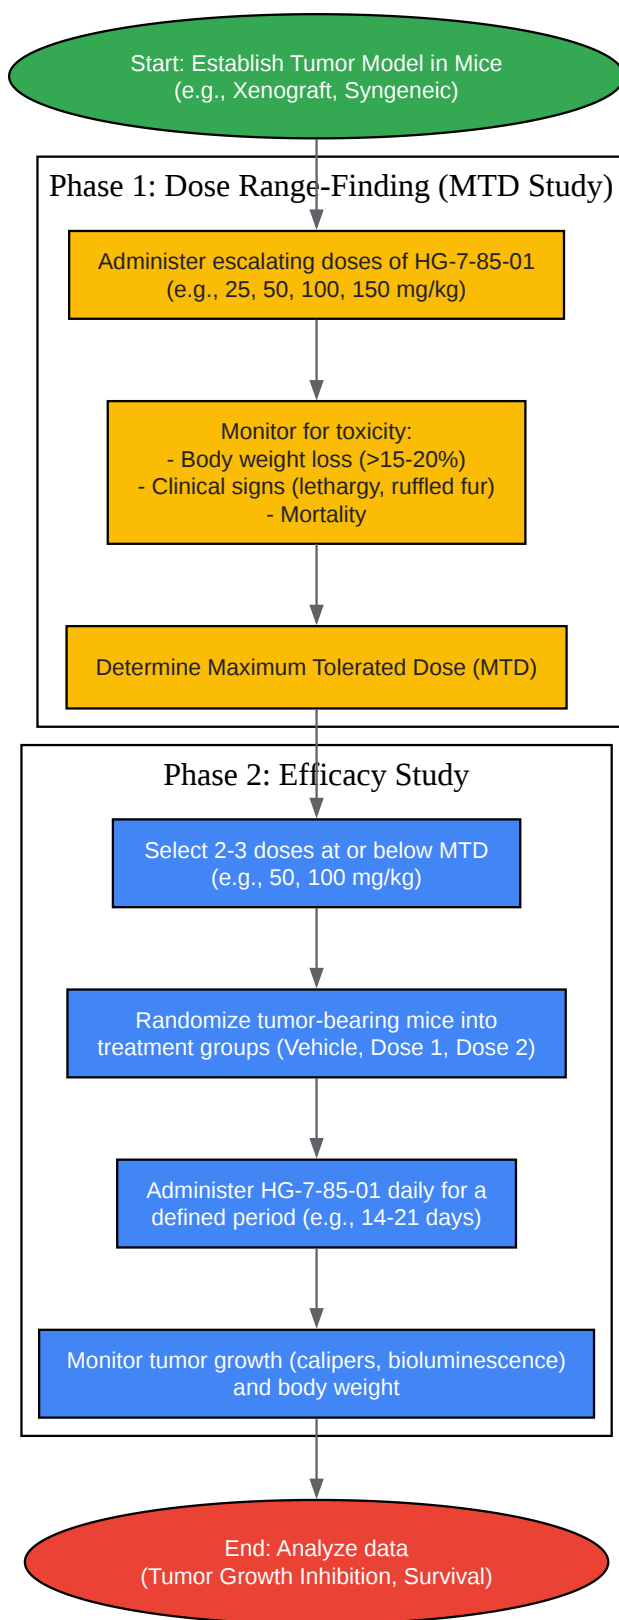 Start: Establish Tumor Model in Mice
(e.g., Xenograft, Syngeneic)
Phase 1: Dose Range-Finding (MTD Study)
Administer escalating doses of HG-7-85-01
(e.g., 25, 50, 100, 150 mg/kg)
Monitor for toxicity:
- Body weight loss (>15-20%)
- Clinical signs (lethargy, ruffled fur)
- Mortality
Determine Maximum Tolerated Dose (MTD)
Phase 2: Efficacy Study
Select 2-3 doses at or below MTD
(e.g., 50, 100 mg/kg)
Randomize tumor-bearing mice into
treatment groups (Vehicle, Dose 1, Dose 2)
Administer HG-7-85-01 daily for a
defined period (e.g., 14-21 days)
Monitor tumor growth (calipers, bioluminescence)
and body weight
End: Analyze data
(Tumor Growth Inhibition, Survival)